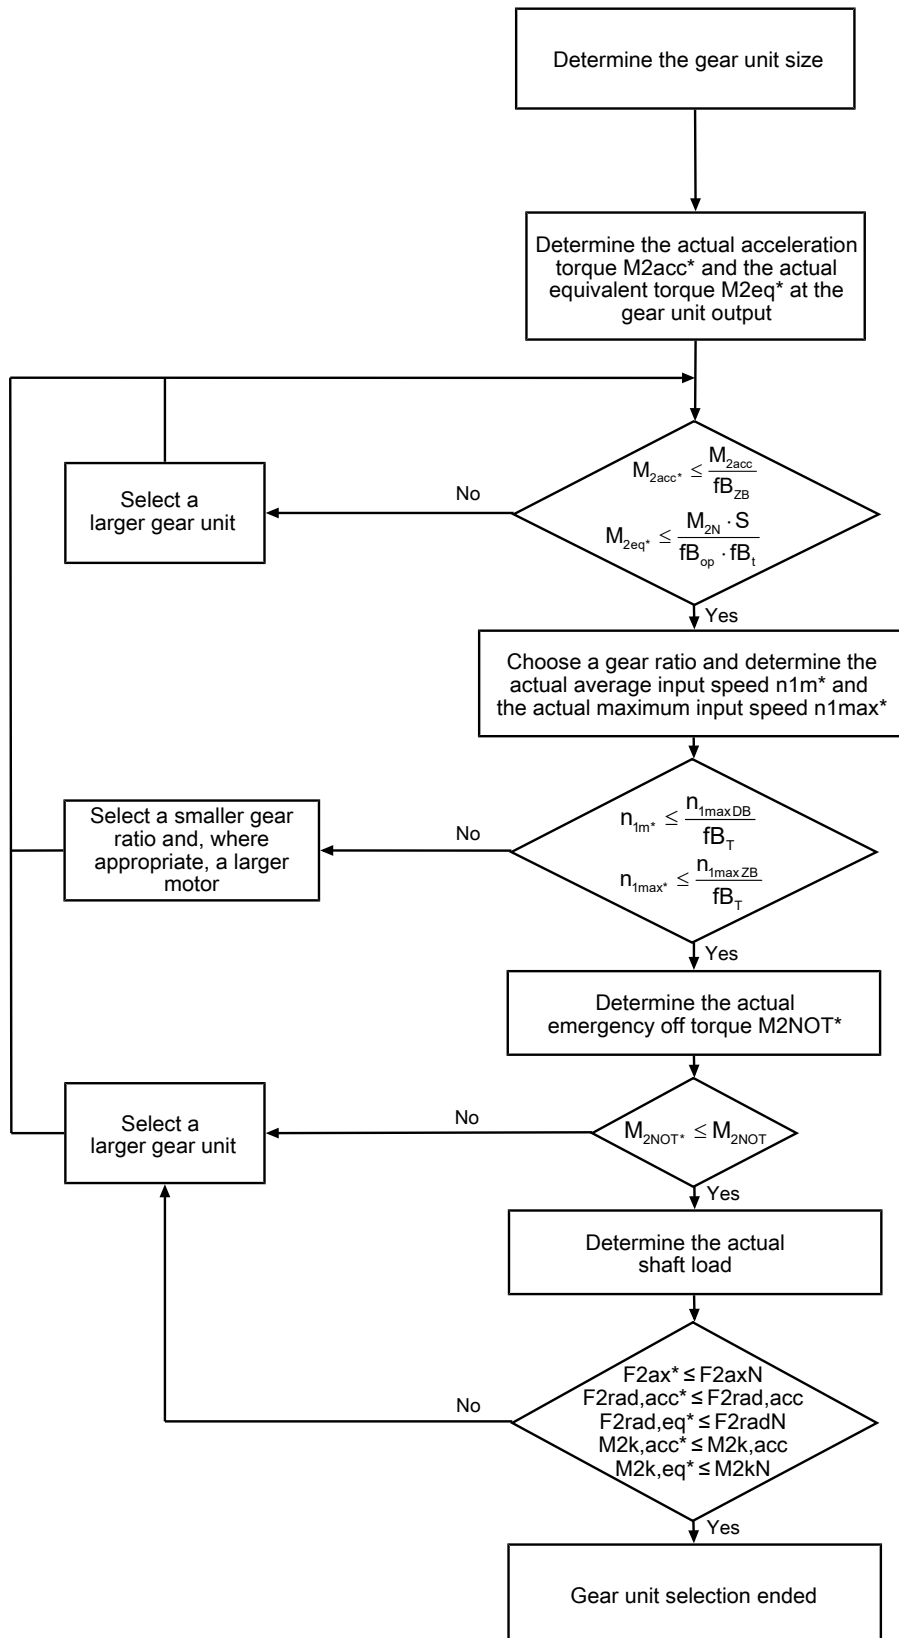 Determine the gear unit size
Determine the actual acceleration
torque M2acc* and the actual
equivalent torque M2eq* at the
gear unit output
M2acc* ≤ M2acc / fBZB
M2eq* ≤ M2N · S / fBop · fBt
No
Select a
larger gear unit
Yes
Choose a gear ratio and determine the
actual average input speed n1m* and
the actual maximum input speed n1max*
n1m* ≤ n1maxDB / fBT
n1max* ≤ n1maxZB / fBT
No
Select a smaller gear
ratio and, where
appropriate, a larger
motor
Yes
Determine the actual
emergency off torque M2NOT*
M2NOT* ≤ M2NOT
No
Select a
larger gear unit
Yes
Determine the actual
shaft load
F2ax* ≤ F2axN
F2rad,acc* ≤ F2rad,acc
F2rad,eq* ≤ F2radN
M2k,acc* ≤ M2k,acc
M2k,eq* ≤ M2kN
No
Yes
Gear unit selection ended